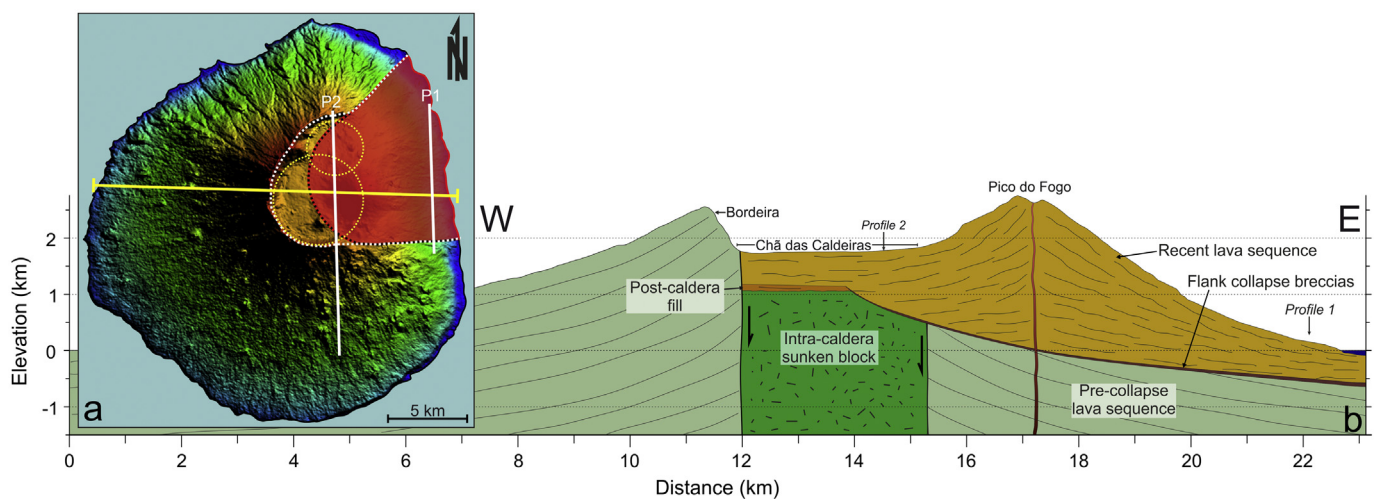 N
P2
P1
5 km
a
W
E
Pico do Fogo
Bordeira
Profile 2
Chã das Caldeiras
Recent lava sequence
Post-caldera
fill
Flank collapse breccias
Profile 1
Intra-caldera
sunken block
Pre-collapse
lava sequence
b
Elevation (km)
2
1
0
-1
0 2 4 6 8 10 12 14 16 18 20 22
Distance (km)